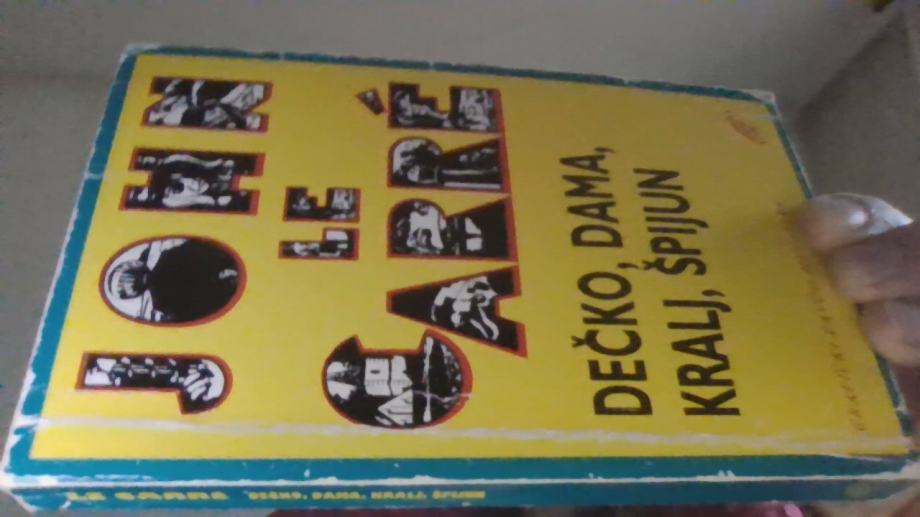 JOHN
LE
CARRÉ
DEČKO, DAMA,
KRALJ, ŠPIJUN
LE CARRÉ DEČKO, DAMA, KRALJ, ŠPIJUN